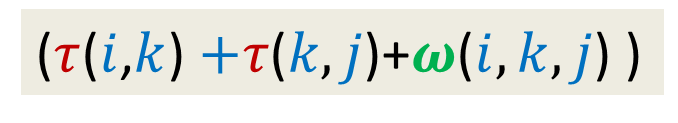 (τ(i,k) +τ(k, j)+ω(i, k, j) )